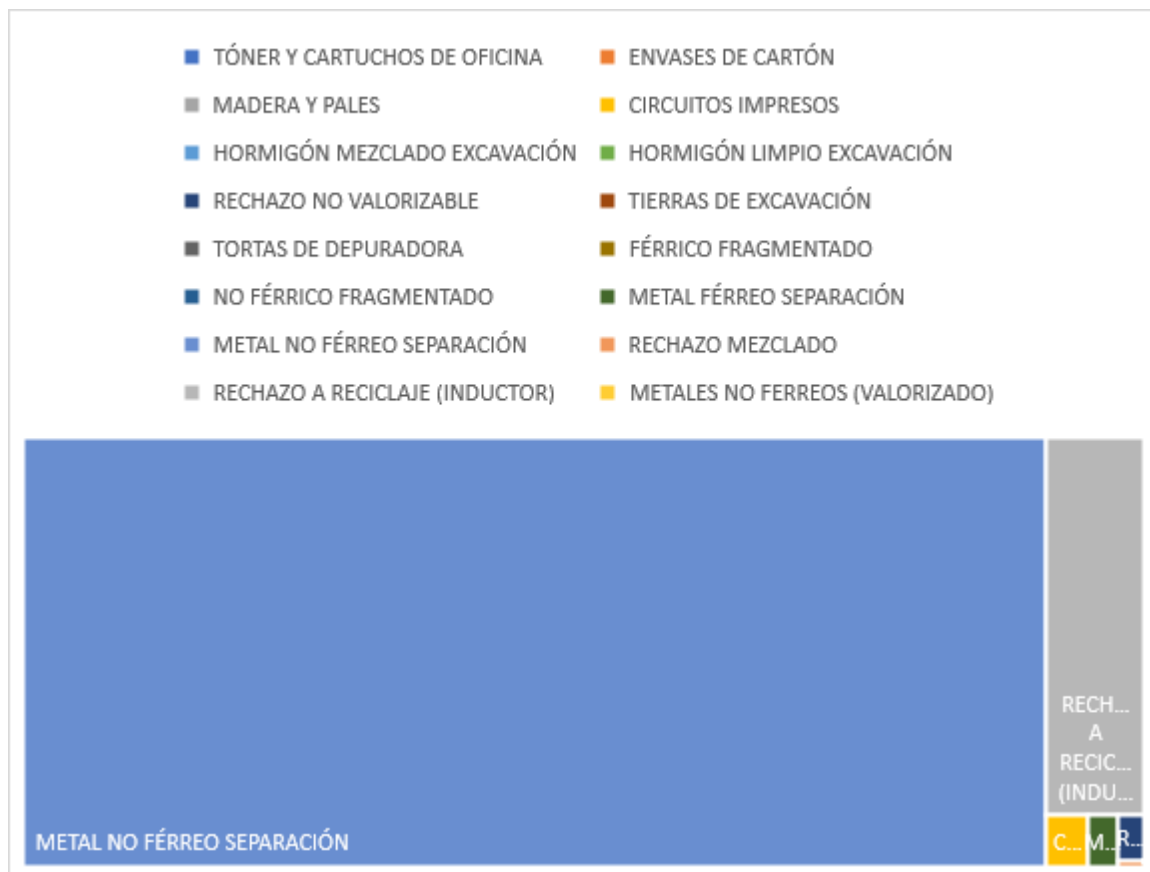 TÓNER Y CARTUCHOS DE OFICINA
ENVASES DE CARTÓN
MADERA Y PALES
CIRCUITOS IMPRESOS
HORMIGÓN MEZCLADO EXCAVACIÓN
HORMIGÓN LIMPIO EXCAVACIÓN
RECHAZO NO VALORIZABLE
TIERRAS DE EXCAVACIÓN
TORTAS DE DEPURADORA
FÉRRICO FRAGMENTADO
NO FÉRRICO FRAGMENTADO
METAL FÉRREO SEPARACIÓN
METAL NO FÉRREO SEPARACIÓN
RECHAZO MEZCLADO
RECHAZO A RECICLAJE (INDUCTOR)
METALES NO FERREOS (VALORIZADO)
RECH...
A
RECIC...
(INDU...
METAL NO FÉRREO SEPARACIÓN
C...
M...
R...